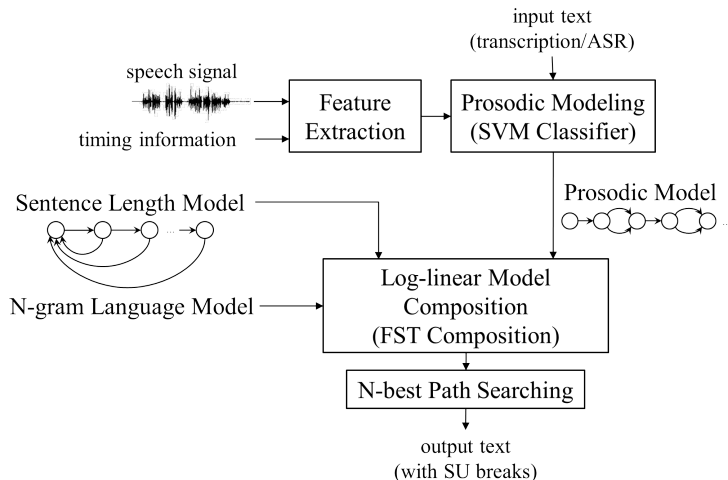 input text
(transcription/ASR)
speech signal
timing information
Feature
Extraction
Prosodic Modeling
(SVM Classifier)
Sentence Length Model
...
Prosodic Model
...
N-gram Language Model
Log-linear Model
Composition
(FST Composition)
N-best Path Searching
output text
(with SU breaks)